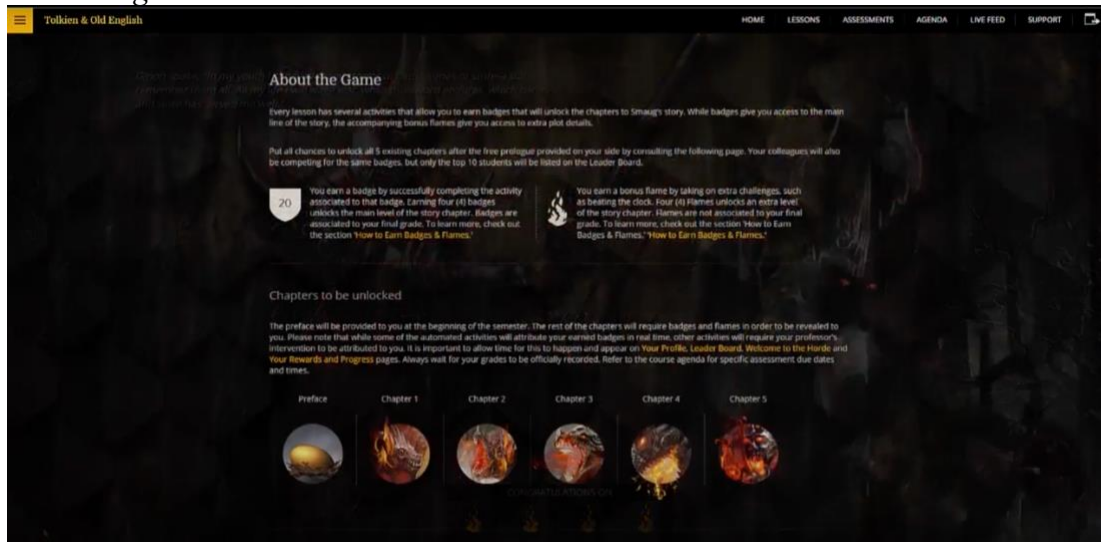 Tolkien & Old English
HOME LESSONS ASSESSMENTS AGENDA LIVE FEED SUPPORT
About the Game
Every lesson has several activities that allow you to earn badges that will unlock the chapters to Smaug's story. While badges give you access to the main
line of the story, the accompanying bonus flames give you access to extra plot details.
Put all chances to unlock all 5 existing chapters after the free prologue provided on your side by consulting the following page. Your colleagues will also
be competing for the same badges, but only the top 10 students will be listed on the Leader Board.
20
You earn a badge by successfully completing the activity
associated to that badge. Earning four (4) badges
unlocks the main level of the story chapter. Badges are
associated to your final grade. To learn more, check out
the section 'How to Earn Badges & Flames.'
You earn a bonus flame by taking on extra challenges, such
as beating the clock. Four (4) Flames unlocks an extra level
of the story chapter. Flames are not associated to your final
grade. To learn more, check out the section 'How to Earn
Badges & Flames.' 'How to Earn Badges & Flames.'
Chapters to be unlocked
The preface will be provided to you at the beginning of the semester. The rest of the chapters will require badges and flames in order to be revealed to
you. Please note that while some of the automated activities will attribute your earned badges in real time, other activities will require your professor's
intervention to be attributed to you. It is important to allow time for this to happen and appear on Your Profile, Leader Board, Welcome to the Horde and
Your Rewards and Progress pages. Always wait for your grades to be officially recorded. Refer to the course agenda for specific assessment due dates
and times.
Preface Chapter 1 Chapter 2 Chapter 3 Chapter 4 Chapter 5
CONGRATULATIONS ON